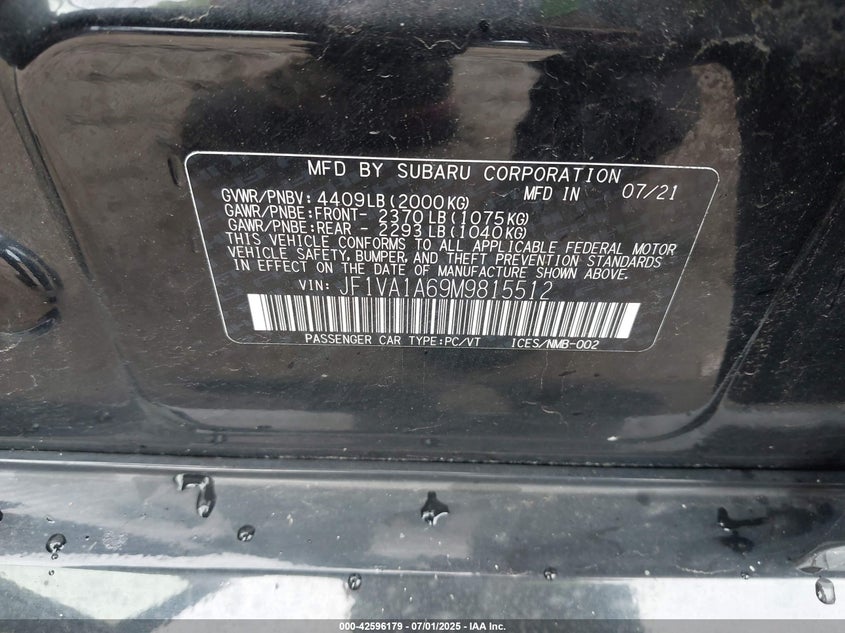 MFD BY SUBARU CORPORATION
GVWR/PNBV: 4409LB(2000KG) MFD IN 07/21
GAWR/PNBE:FRONT- 2370LB(1075KG)
GAWR/PNBE:REAR - 2293LB(1040KG)
THIS VEHICLE CONFORMS TO ALL APPLICABLE FEDERAL MOTOR
VEHICLE SAFETY, BUMPER, AND THEFT PREVENTION STANDARDS
IN EFFECT ON THE DATE OF MANUFACTURE SHOWN ABOVE.
VIN: JF1VA1A69M9815512
PASSENGER CAR TYPE:PC/VT ICES/NMB-002
000-42596179 - 07/01/2025 - IAA Inc.